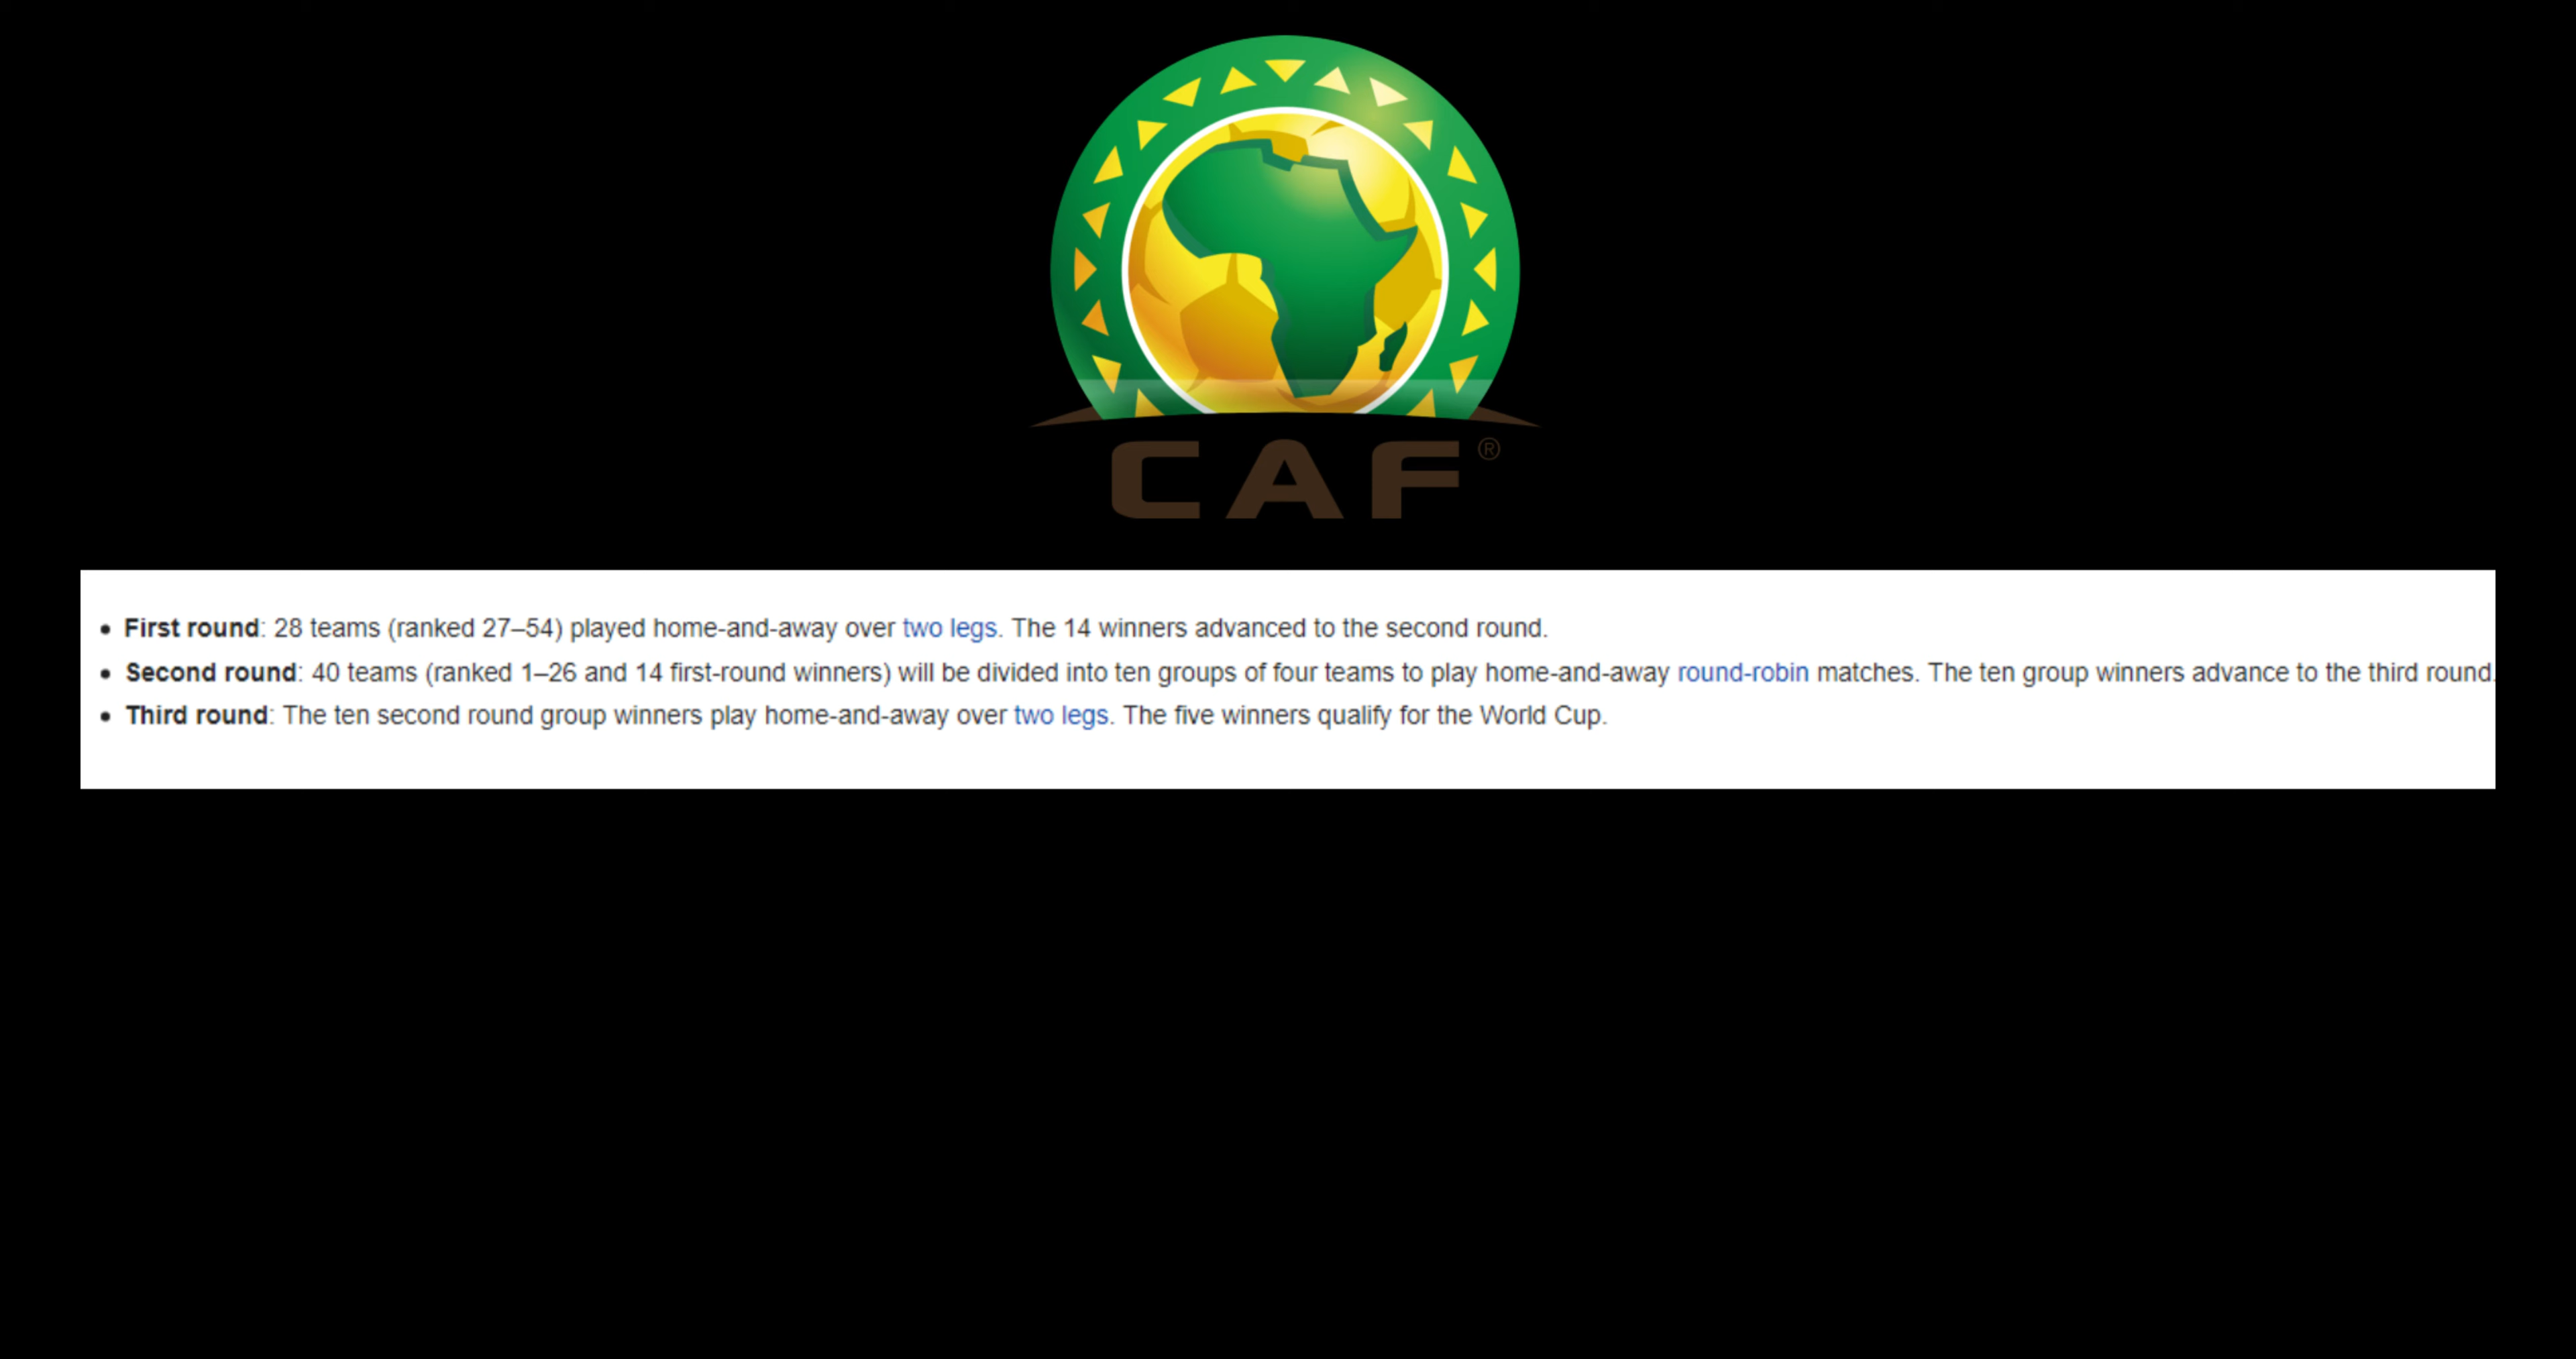 CAF®
• First round: 28 teams (ranked 27–54) played home-and-away over two legs. The 14 winners advanced to the second round.
• Second round: 40 teams (ranked 1–26 and 14 first-round winners) will be divided into ten groups of four teams to play home-and-away round-robin matches. The ten group winners advance to the third round.
• Third round: The ten second round group winners play home-and-away over two legs. The five winners qualify for the World Cup.